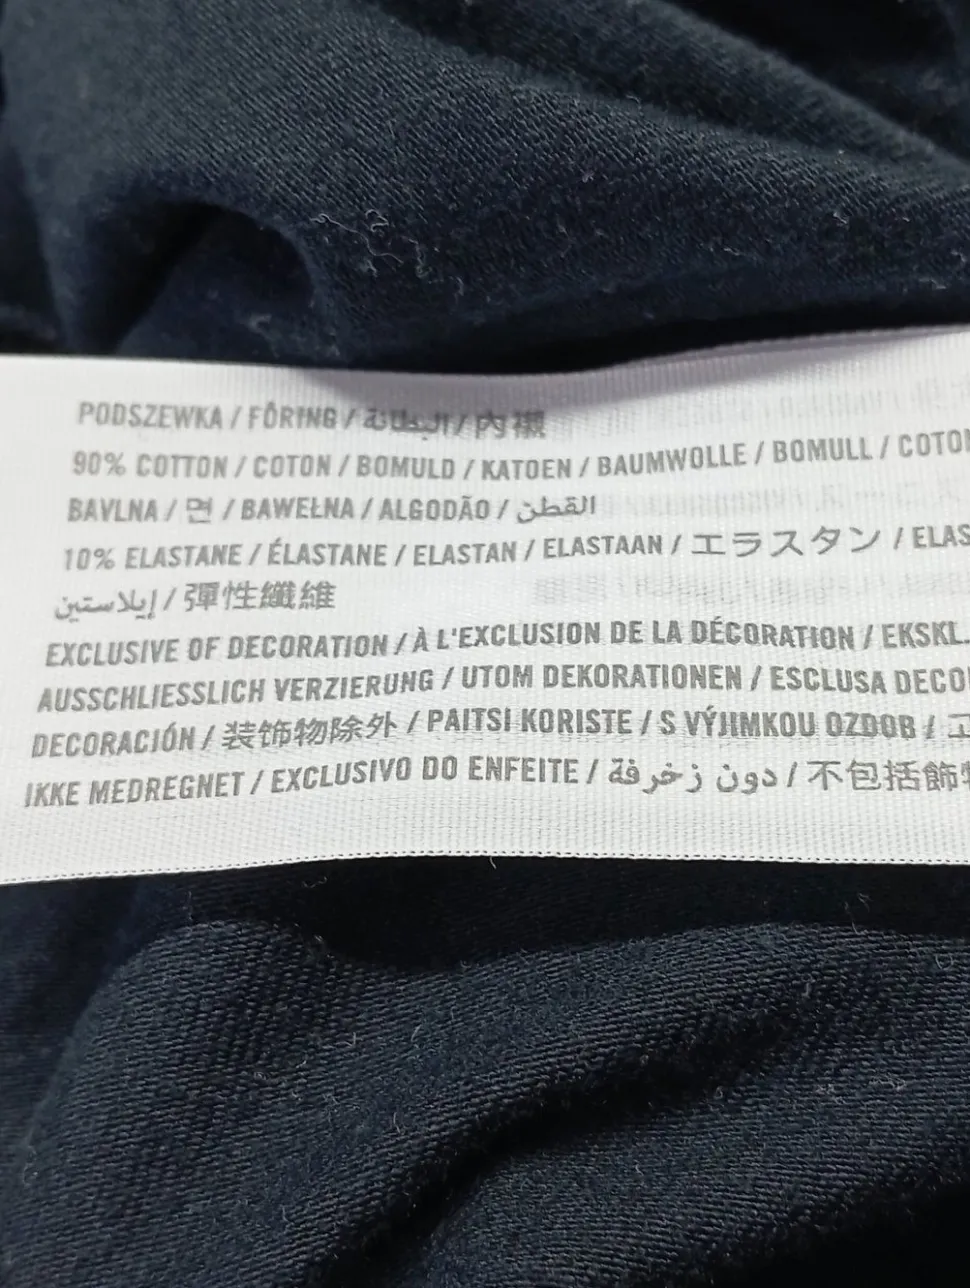 PODSZEWKA / FÔRING / البطانة / 內襯
90% COTTON / COTON / BOMULD / KATOEN / BAUMWOLLE / BOMULL / COTO
BAVLNA / 면 / BAWEŁNA / ALGODÃO / القطن
10% ELASTANE / ÉLASTANE / ELASTAN / ELASTAAN / エラスタン / ELAS
إيلاستين / 彈性纖維
EXCLUSIVE OF DECORATION / À L'EXCLUSION DE LA DÉCORATION / EKSKL.
AUSSCHLIESSLICH VERZIERUNG / UTOM DEKORATIONEN / ESCLUSA DECO
DECORACIÓN / 装饰物除外 / PAITSI KORISTE / S VÝJIMKOU OZDOB /
IKKE MEDREGNET / EXCLUSIVO DO ENFEITE / دون زخرفة / 不包括飾